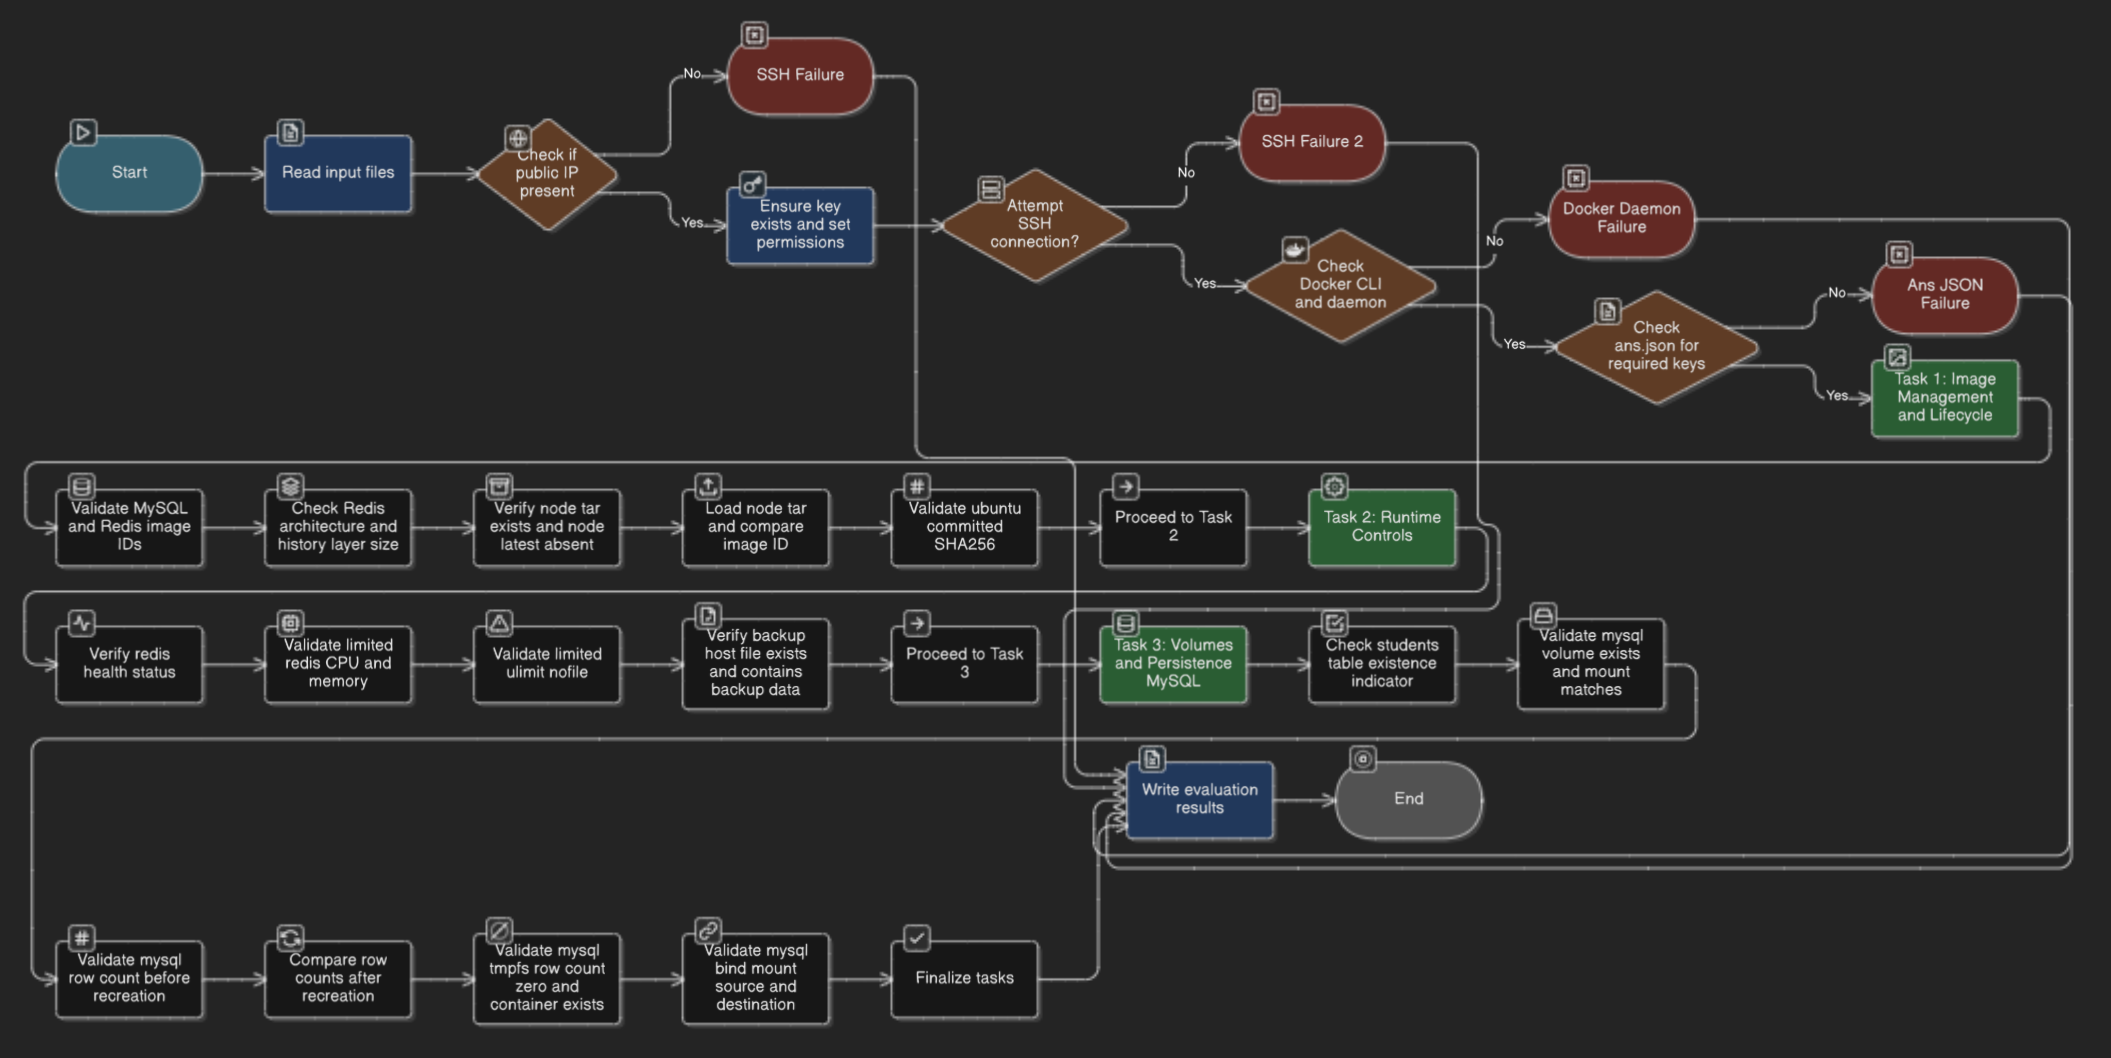 SSH Failure
No
SSH Failure 2
Start
Read input files
Check if
public IP
present
Yes
Ensure key
exists and set
permissions
Attempt
SSH
connection?
No
Yes
Check
Docker CLI
and daemon
No
Docker Daemon
Failure
Yes
Check
ans.json for
required keys
No
Ans JSON
Failure
Yes
Task 1: Image
Management
and Lifecycle
Validate MySQL
and Redis image
IDs
Check Redis
architecture and
history layer size
Verify node tar
exists and node
latest absent
Load node tar
and compare
image ID
#
Validate ubuntu
committed
SHA256
Proceed to Task
2
Task 2: Runtime
Controls
Verify redis
health status
Validate limited
redis CPU and
memory
Validate limited
ulimit nofile
Verify backup
host file exists
and contains
backup data
Proceed to Task
3
Task 3: Volumes
and Persistence
MySQL
Check students
table existence
indicator
Validate mysql
volume exists
and mount
matches
Write evaluation
results
End
#
Validate mysql
row count before
recreation
Compare row
counts after
recreation
Validate mysql
tmpfs row count
zero and
container exists
Validate mysql
bind mount
source and
destination
Finalize tasks